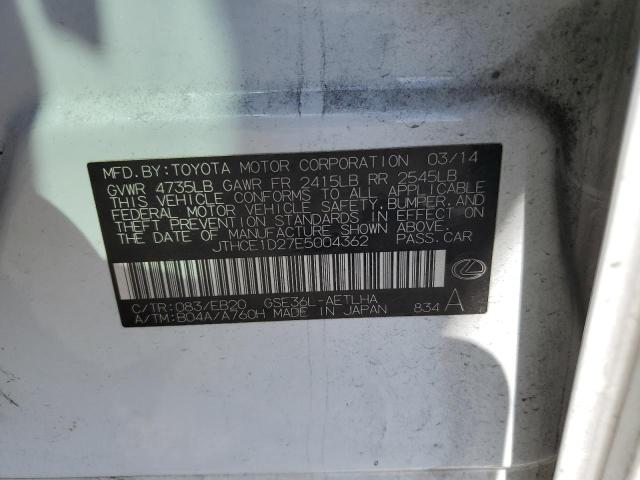 MFD.BY:TOYOTA MOTOR CORPORATION 03/14
GVWR 4735LB GAWR FR 2415LB RR 2545LB
THIS VEHICLE CONFORMS TO ALL APPLICABLE
FEDERAL MOTOR VEHICLE SAFETY, BUMPER, AND
THEFT PREVENTION STANDARDS IN EFFECT ON
THE DATE OF MANUFACTURE SHOWN ABOVE.
JTHCE1D27E5004362 PASS.CAR
C/TR:083/EB20 GSE36L-AETLHA
A/TM:B04A/A760H MADE IN JAPAN 834 A